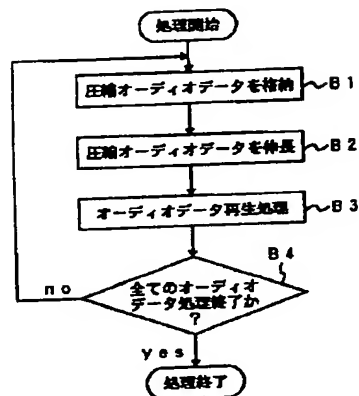 処理開始
圧縮オーディオデータを格納
B1
圧縮オーディオデータを伸長
B2
オーディオデータ再生処理
B3
B4
全てのオーディオ
データ処理終了か
?
no
yes
処理終了